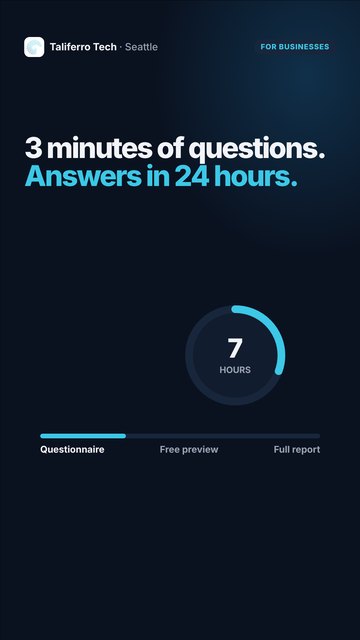 Taliferro Tech · Seattle
FOR BUSINESSES
3 minutes of questions.
Answers in 24 hours.
7
HOURS
Questionnaire
Free preview
Full report